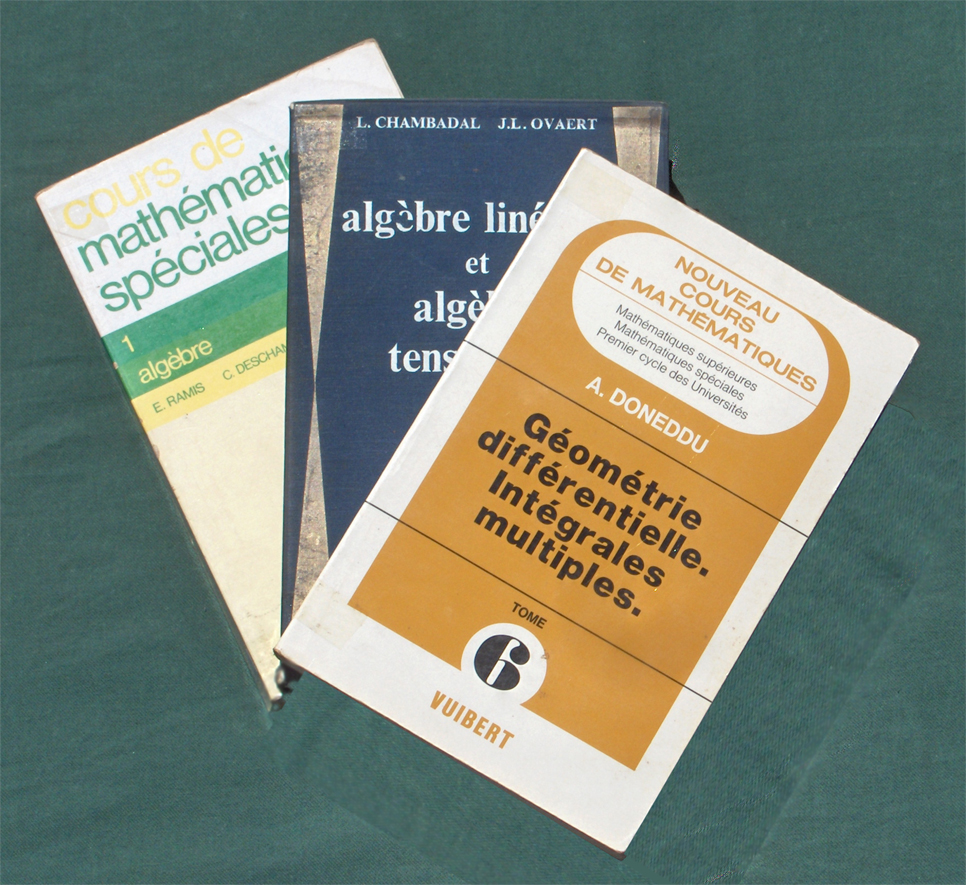 cours de
mathématiq
spéciales
1
algèbre
E. RAMIS C. DESCHAM
L. CHAMBADAL J.L. OVAERT
algèbre liné
et
algè
tens
NOUVEAU
COURS
DE MATHÉMATIQUES
Mathématiques supérieures
Mathématiques spéciales
Premier cycle des Universités
A. DONEDDU
Géométrie
différentielle.
Intégrales
multiples.
TOME
6
VUIBERT